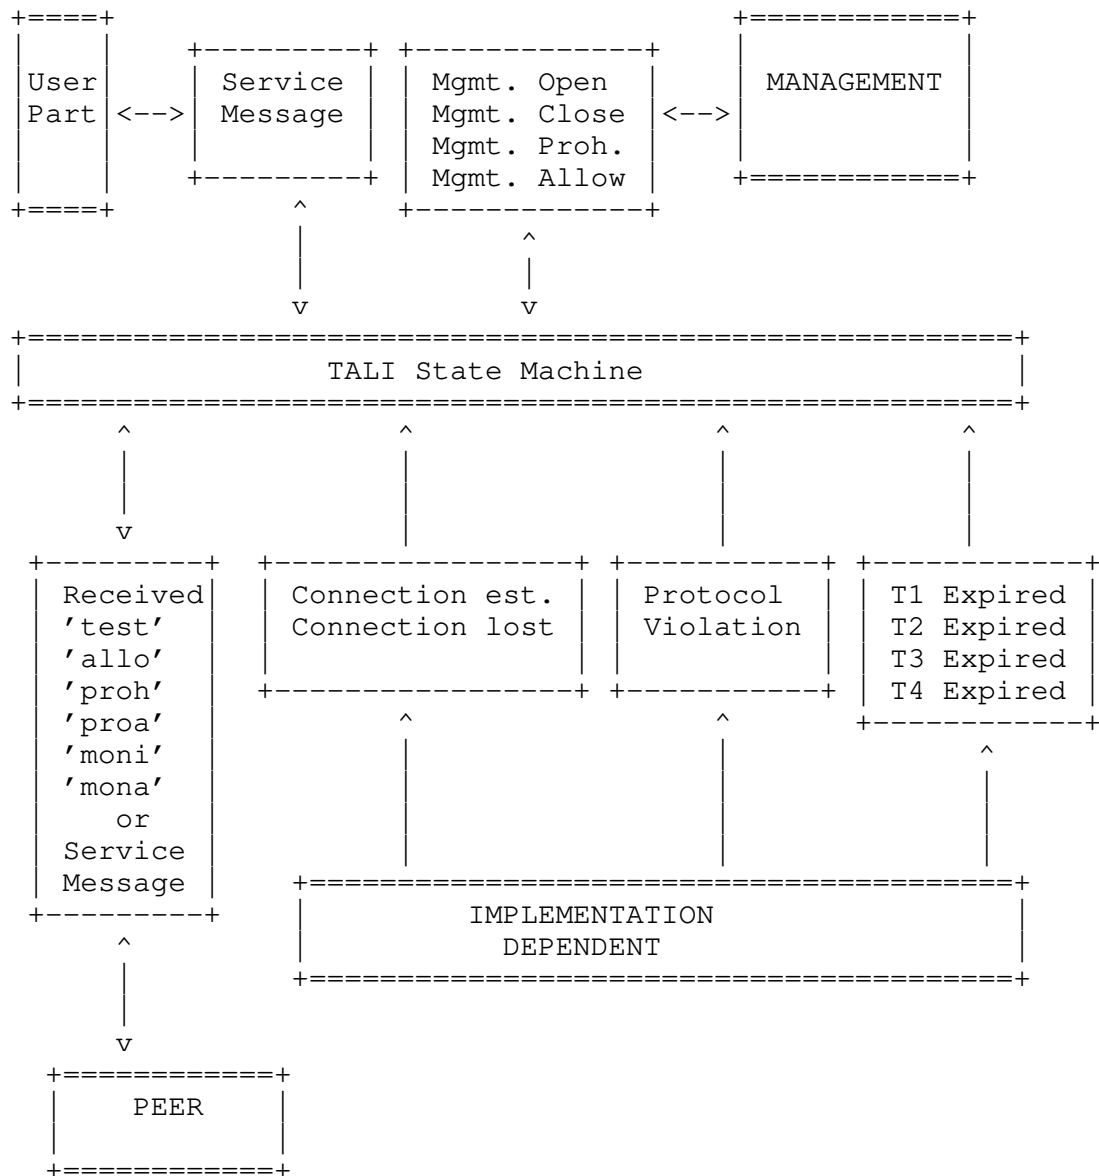 User Part
Service Message
Mgmt. Open
Mgmt. Close
Mgmt. Proh.
Mgmt. Allow
MANAGEMENT
TALI State Machine
Received
'test'
'allo'
'proh'
'proa'
'moni'
'mona'
or
Service
Message
Connection est.
Connection lost
Protocol
Violation
T1 Expired
T2 Expired
T3 Expired
T4 Expired
IMPLEMENTATION
DEPENDENT
PEER